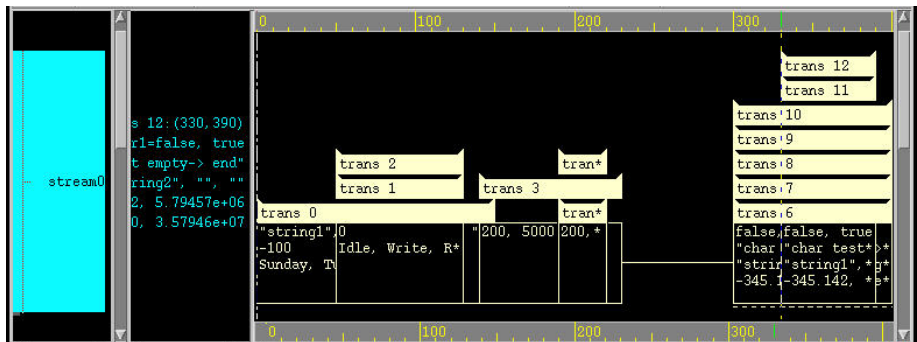 0 100 200 300
trans 12
trans 11
s 12:(330,390)
trans 10
r1=false, true
trans 9
t empty-> end"
trans 2
tran*
trans 8
stream0
ring2", "", ""
trans 1
trans 3
trans 7
2, 5.79457e+06
trans 0
tran*
trans 6
0, 3.57946e+07
"string1", 0 "200, 5000 200,* false, false, true
-100 Idle, Write, R* "char "char test* >*
Sunday, Tu "strin "string1", * g*
-345.1 -345.142, * e*
0 100 200 300